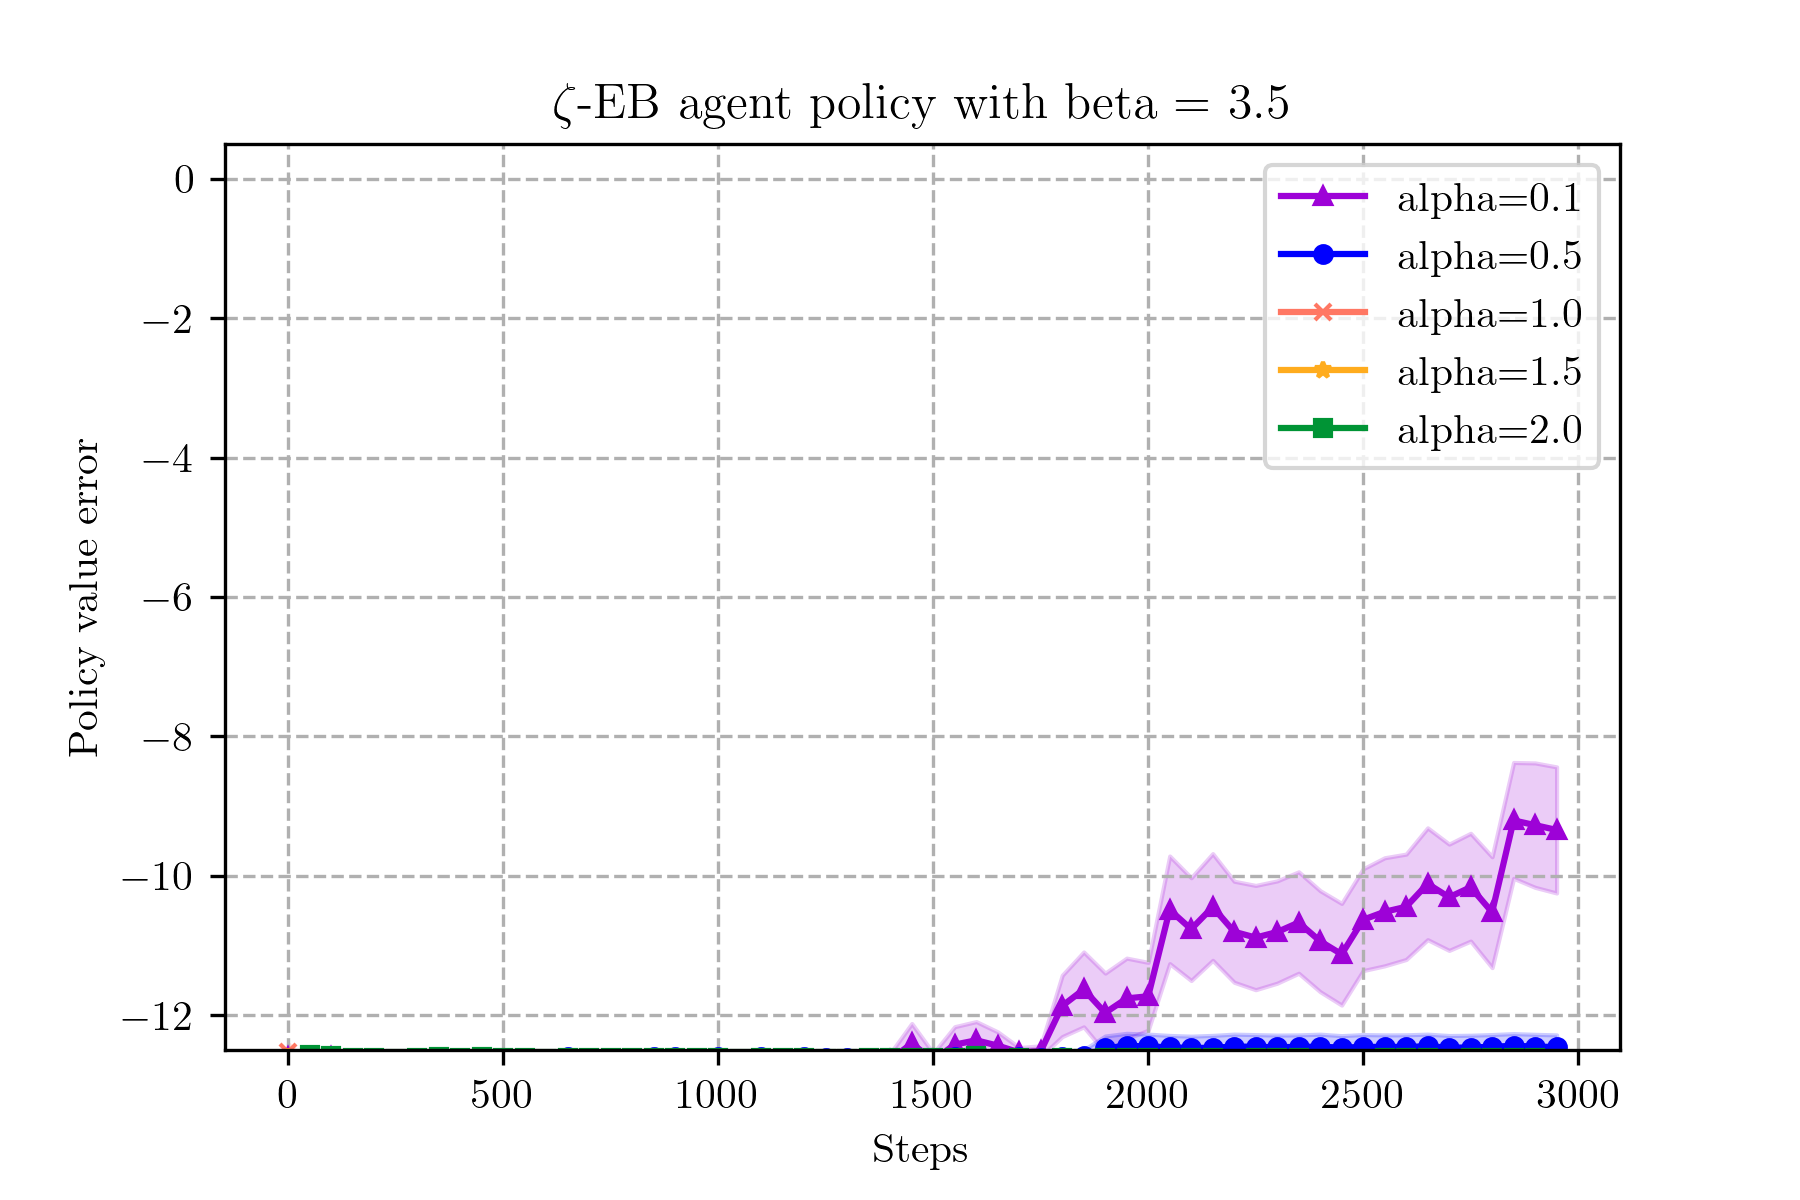 ζ-EB agent policy with beta = 3.5
0
−2
−4
−6
−8
−10
−12
Policy value error
alpha=0.1
alpha=0.5
alpha=1.0
alpha=1.5
alpha=2.0
0
500
1000
1500
2000
2500
3000
Steps